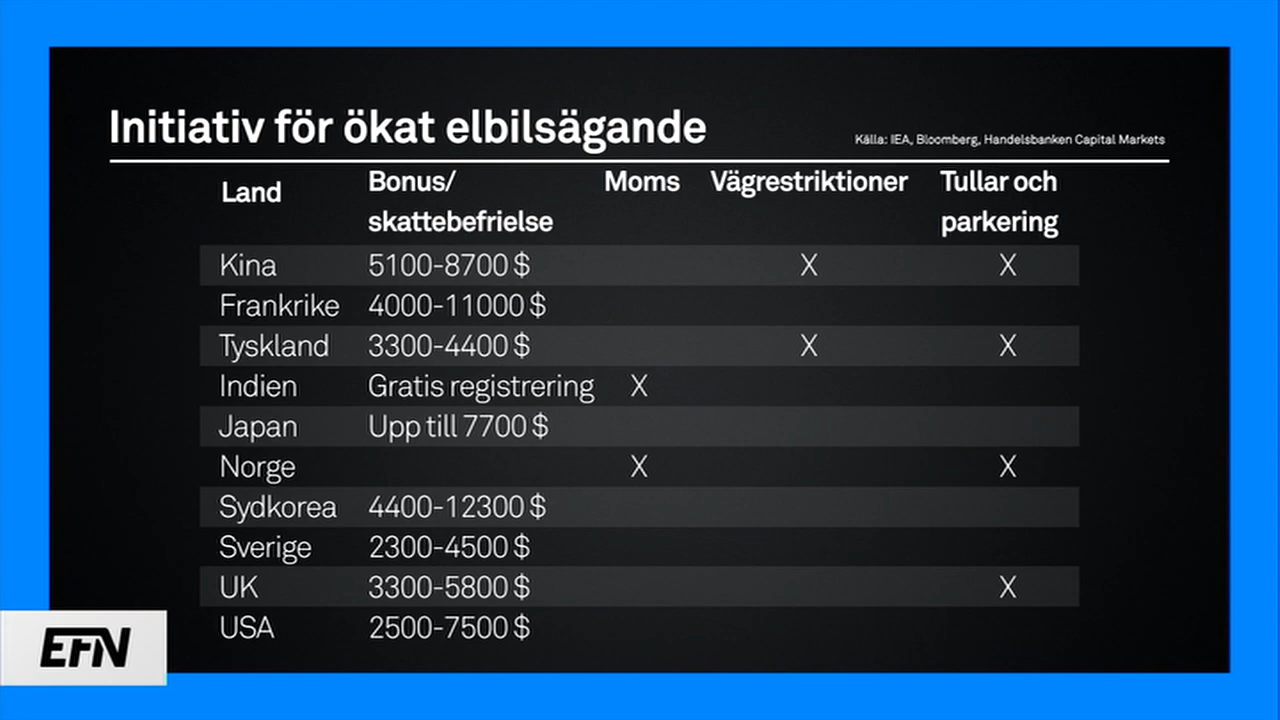 Initiativ för ökat elbilsägande
Källa: IEA, Bloomberg, Handelsbanken Capital Markets
Land Bonus/ skattebefrielse Moms Vägrestriktioner Tullar och parkering
Kina 5100-8700 $ X X
Frankrike 4000-11000 $
Tyskland 3300-4400 $ X X
Indien Gratis registrering X
Japan Upp till 7700 $
Norge X X
Sydkorea 4400-12300 $
Sverige 2300-4500 $
UK 3300-5800 $ X
USA 2500-7500 $
EFN